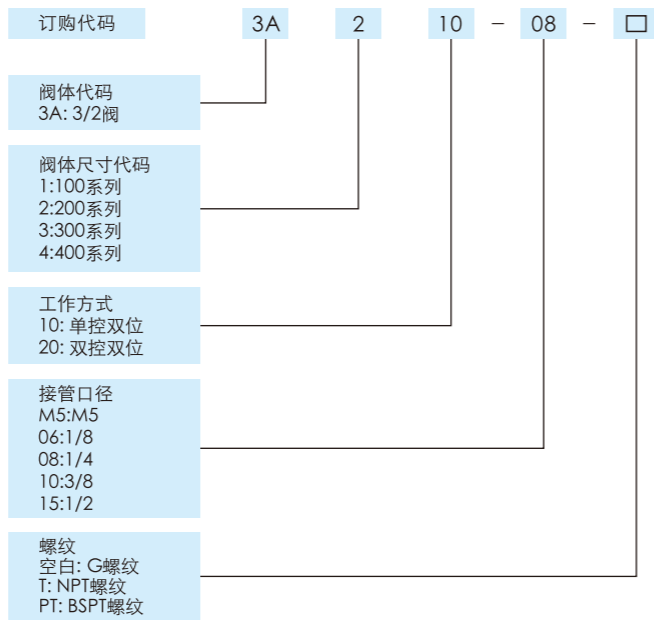 订购代码 3A 2 10 – 08 – □
阀体代码
3A: 3/2阀
阀体尺寸代码
1:100系列
2:200系列
3:300系列
4:400系列
工作方式
10: 单控双位
20: 双控双位
接管口径
M5:M5
06:1/8
08:1/4
10:3/8
15:1/2
螺纹
空白: G螺纹
T: NPT螺纹
PT: BSPT螺纹